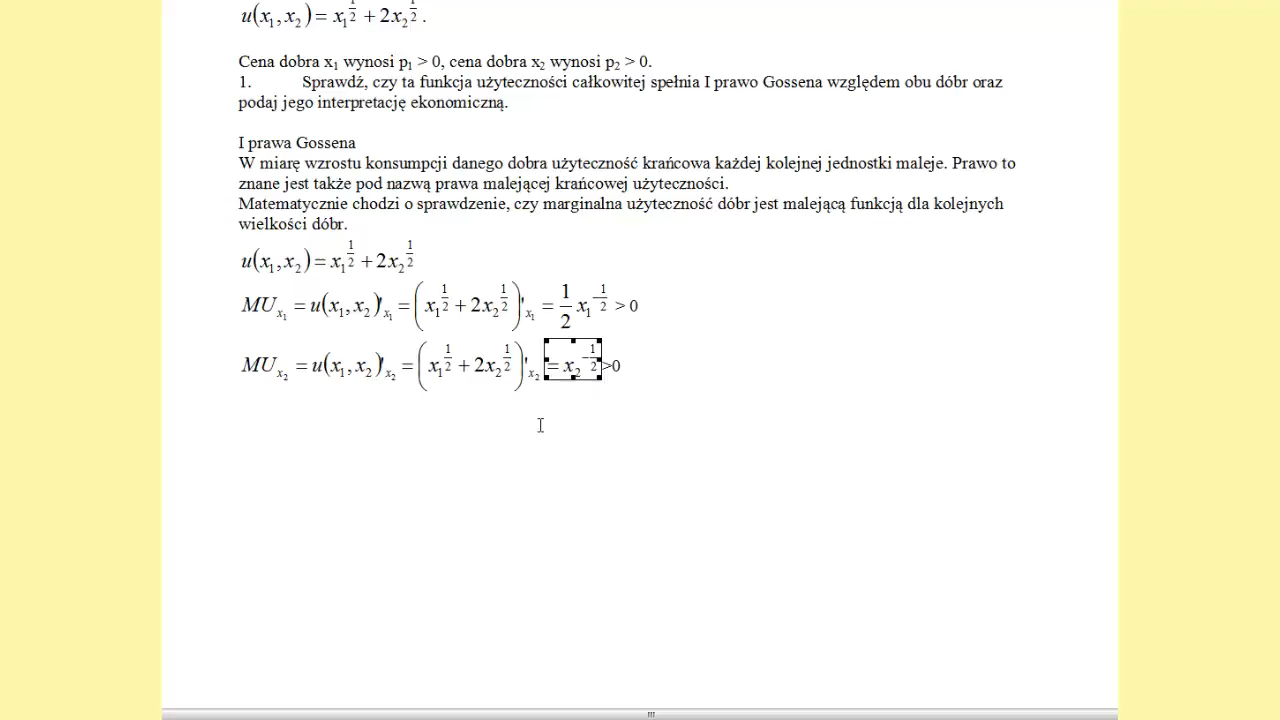 u(x₁,x₂) = x₁^(1/2) + 2x₂^(1/2).
Cena dobra x₁ wynosi p₁ > 0, cena dobra x₂ wynosi p₂ > 0.
1. Sprawdź, czy ta funkcja użyteczności całkowitej spełnia I prawo Gossena względem obu dóbr oraz
podaj jego interpretację ekonomiczną.
I prawa Gossena
W miarę wzrostu konsumpcji danego dobra użyteczność krańcowa każdej kolejnej jednostki maleje. Prawo to
znane jest także pod nazwą prawa malejącej krańcowej użyteczności.
Matematycznie chodzi o sprawdzenie, czy marginalna użyteczność dóbr jest malejącą funkcją dla kolejnych
wielkości dóbr.
u(x₁,x₂) = x₁^(1/2) + 2x₂^(1/2)
MU_x₁ = u(x₁,x₂)'_x₁ = (x₁^(1/2) + 2x₂^(1/2))'_x₁ = 1/2 x₁^(-1/2) > 0
MU_x₂ = u(x₁,x₂)'_x₂ = (x₁^(1/2) + 2x₂^(1/2))'_x₂ = x₂^(-1/2) >0